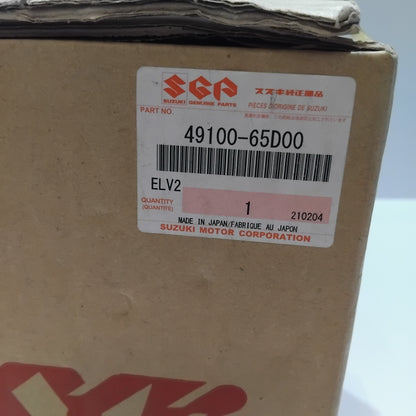 SGP
スズキ純正部品
SUZUKI GENUINE PARTS
PIECES D'ORIGINE DE SUZUKI
PART NO.
49100-65D00
ELV2
QUANTITY
(QUANTITE)
1
210204
MADE IN JAPAN/FABRIQUE AU JAPON
SUZUKI MOTOR CORPORATION